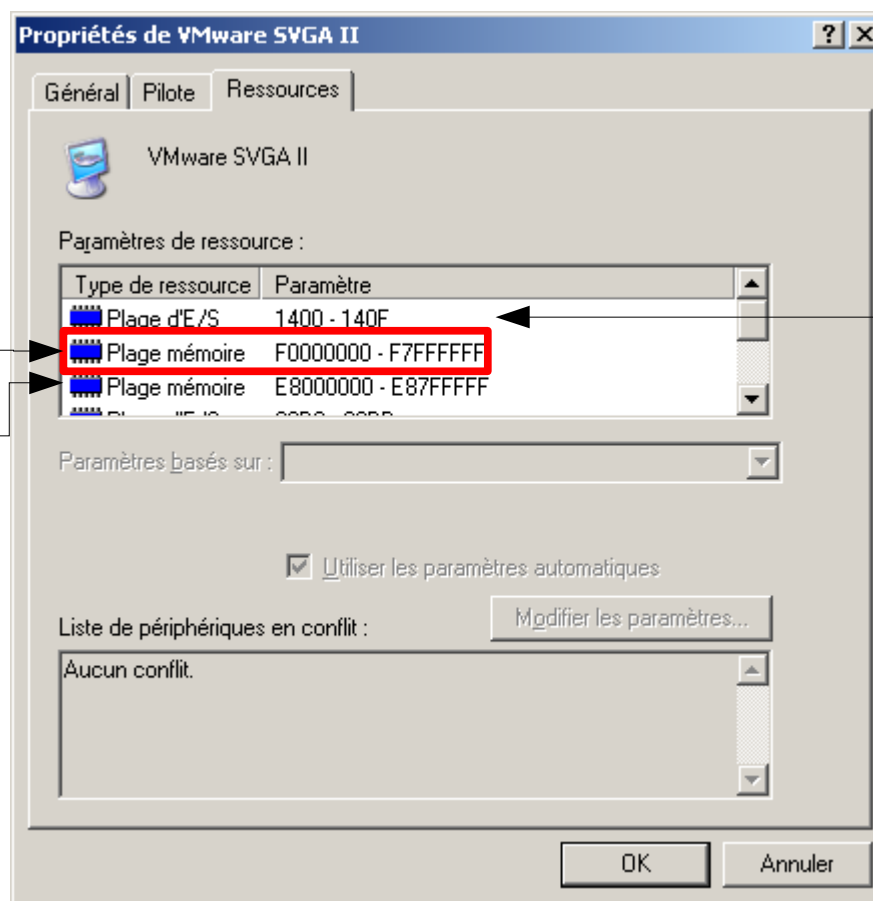 Propriétés de VMware SVGA II
Général Pilote Ressources
VMware SVGA II
Paramètres de ressource :
Type de ressource Paramètre
Plage d'E/S 1400 - 140F
Plage mémoire F0000000 - F7FFFFFF
Plage mémoire E8000000 - E87FFFFF
Paramètres basés sur :
Utiliser les paramètres automatiques
Modifier les paramètres...
Liste de périphériques en conflit :
Aucun conflit.
OK Annuler